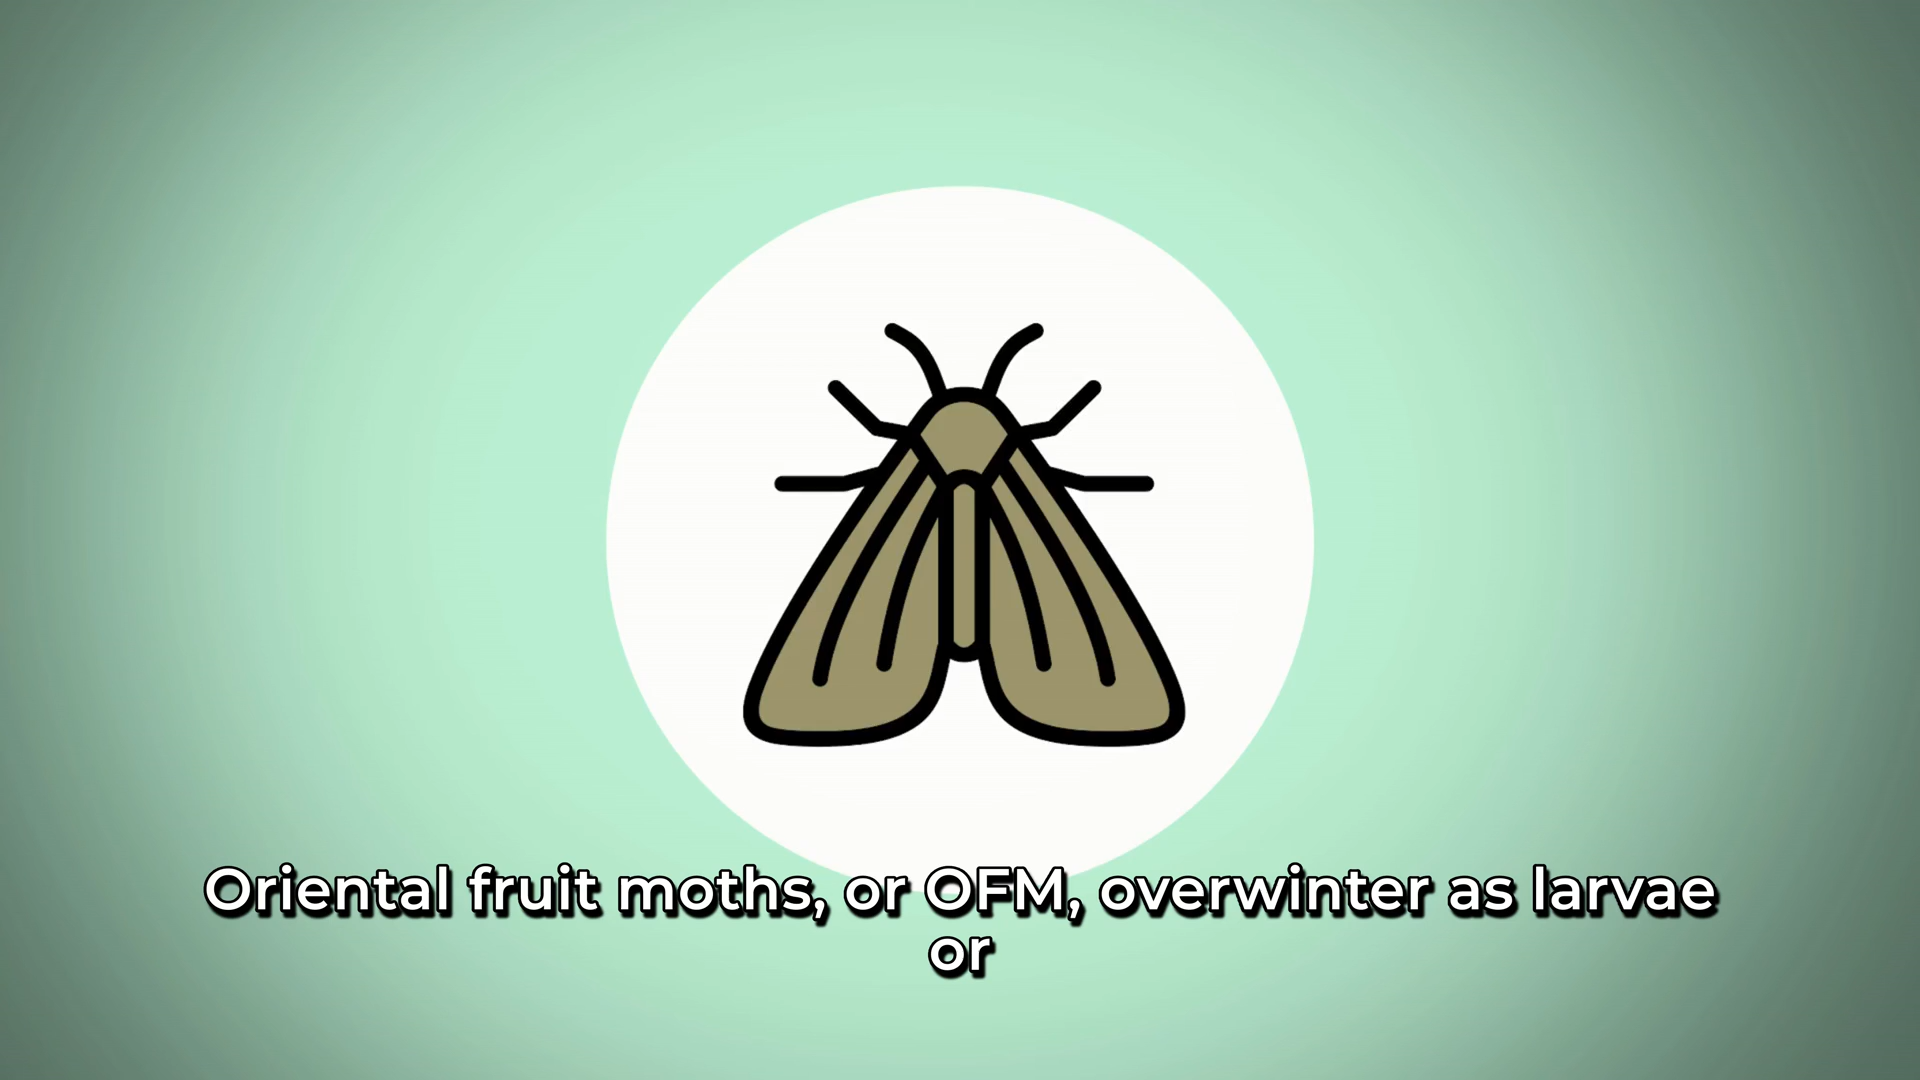 Oriental fruit moths, or OFM, overwinter as larvae
or